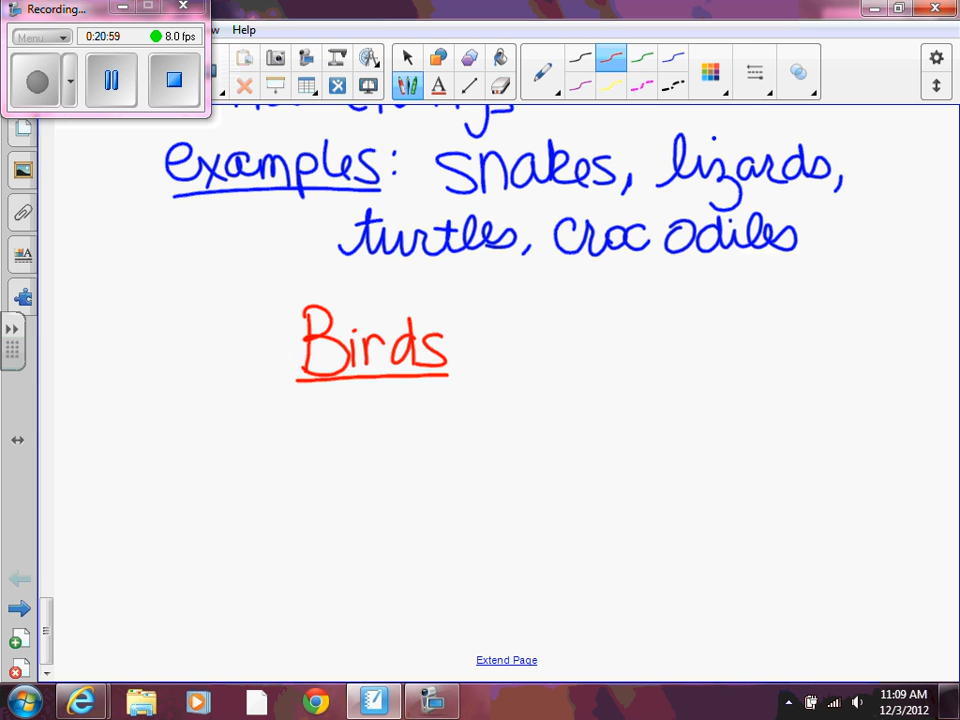 Recording...
Menu
0:20:59
8.0 fps
Help
examples: snakes, lizards,
turtles, crocodiles
Birds
Extend Page
11:09 AM
12/3/2012